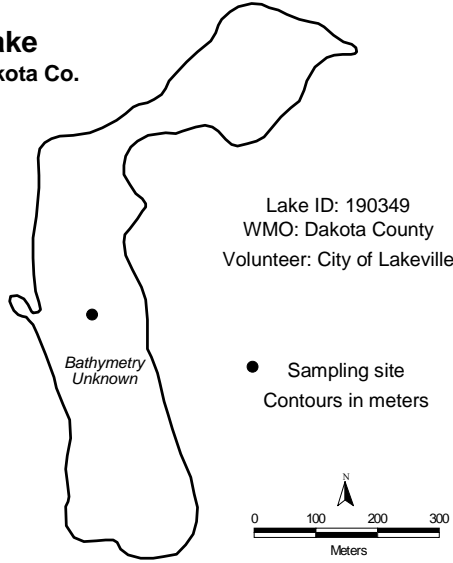 ake
kota Co.
Lake ID: 190349
WMO: Dakota County
Volunteer: City of Lakeville
Bathymetry
Unknown
Sampling site
Contours in meters
N
0 100 200 300
Meters